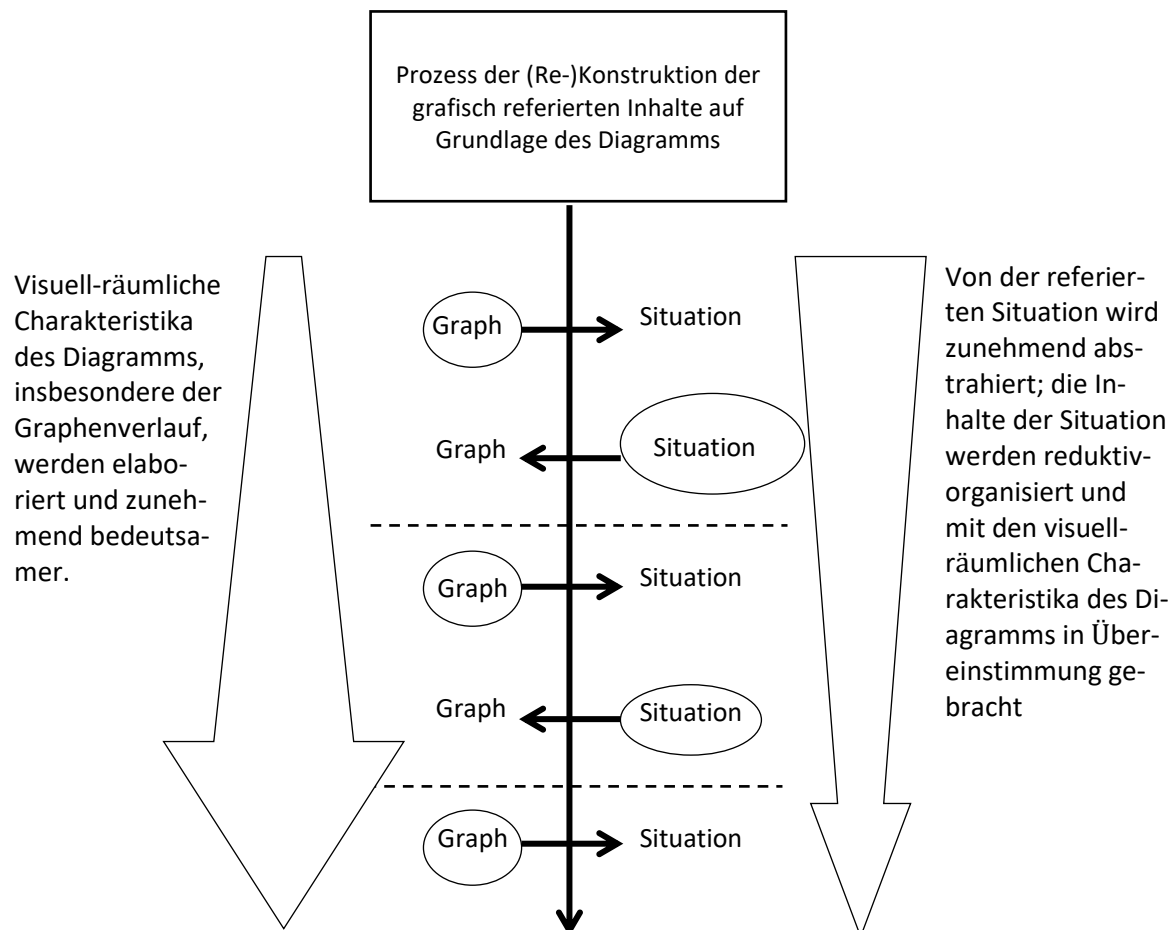 Prozess der (Re-)Konstruktion der
grafisch referierten Inhalte auf
Grundlage des Diagramms
Visuell-räumliche
Charakteristika
des Diagramms,
insbesondere der
Graphenverlauf,
werden elabo-
riert und zuneh-
mend bedeutsa-
mer.
Graph
Situation
Graph
Situation
Graph
Situation
Graph
Situation
Graph
Situation
Von der referier-
ten Situation wird
zunehmend abs-
trahiert; die In-
halte der Situation
werden reduktiv-
organisiert und
mit den visuell-
räumlichen Cha-
rakteristika des Di-
agramms in Über-
einstimmung ge-
bracht